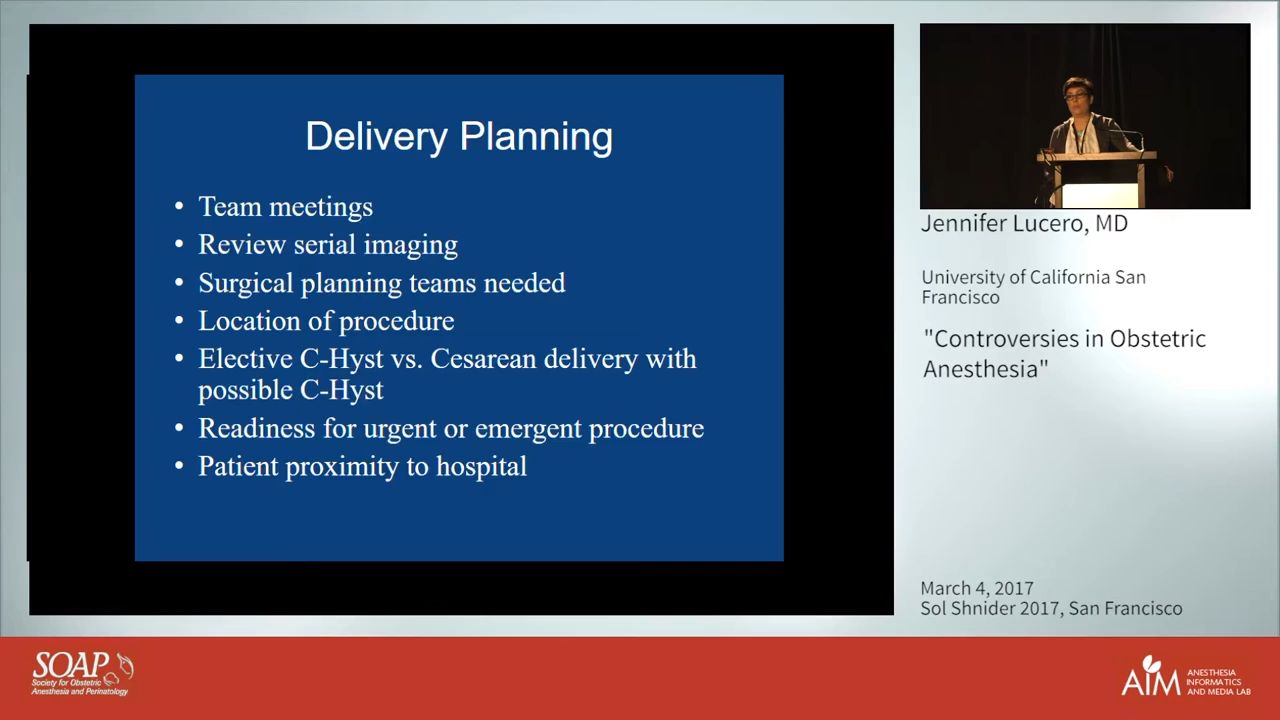 Delivery Planning
• Team meetings
• Review serial imaging
• Surgical planning teams needed
• Location of procedure
• Elective C-Hyst vs. Cesarean delivery with
possible C-Hyst
• Readiness for urgent or emergent procedure
• Patient proximity to hospital
Jennifer Lucero, MD
University of California San
Francisco
"Controversies in Obstetric
Anesthesia"
March 4, 2017
Sol Shnider 2017, San Francisco
SOAP
Society for Obstetric
Anesthesia and Perinatology
AIM
ANESTHESIA
INFORMATICS
AND MEDIA LAB